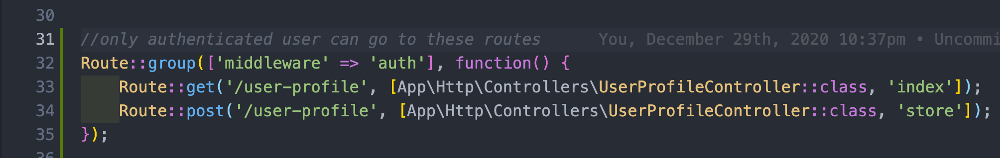 30
31 //only authenticated user can go to these routes You, December 29th, 2020 10:37pm •
32 Route::group(['middleware' => 'auth'], function() {
33 Route::get('/user-profile', [App\Http\Controllers\UserProfileController::class, 'index']);
34 Route::post('/user-profile', [App\Http\Controllers\UserProfileController::class, 'store']);
35 });
36